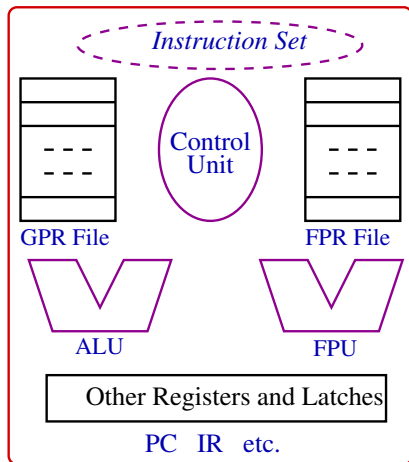 Instruction Set
Control
Unit
GPR File
FPR File
ALU
FPU
Other Registers and Latches
PC IR etc.